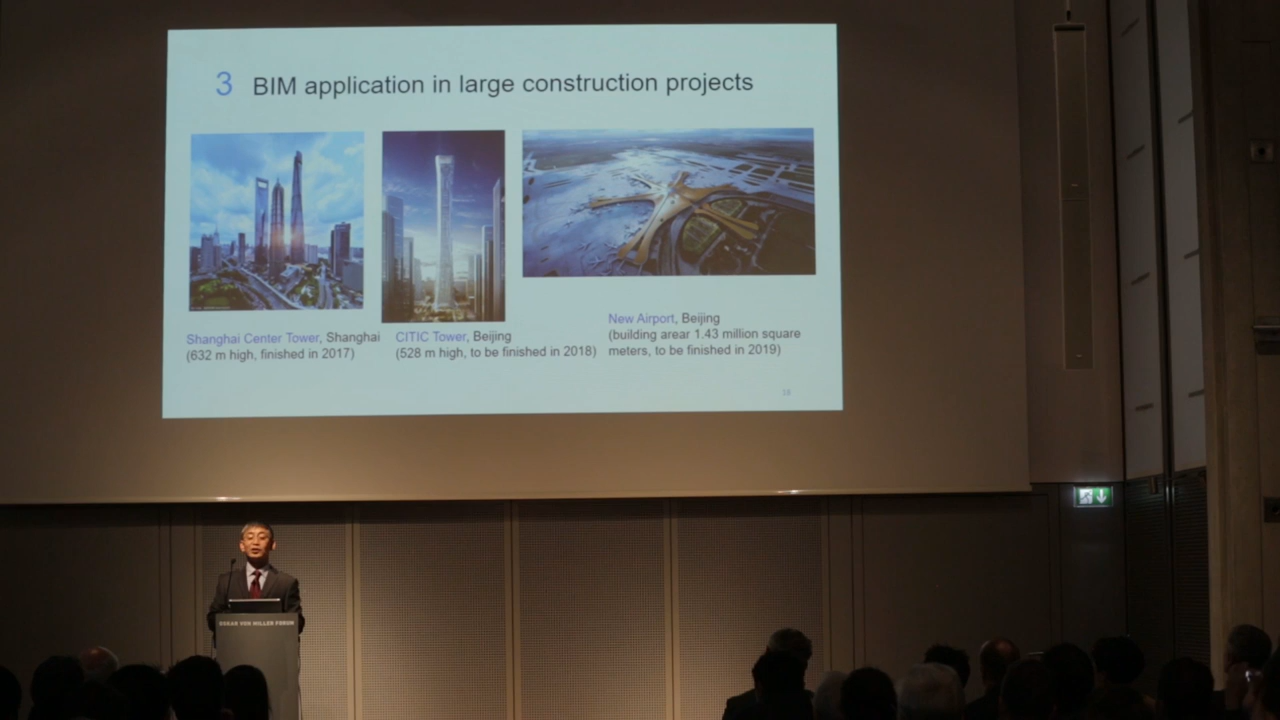 3 BIM application in large construction projects
Shanghai Center Tower, Shanghai
(632 m high, finished in 2017)
CITIC Tower, Beijing
(528 m high, to be finished in 2018)
New Airport, Beijing
(building arear 1.43 million square
meters, to be finished in 2019)
OSKAR VON MILLER FORUM